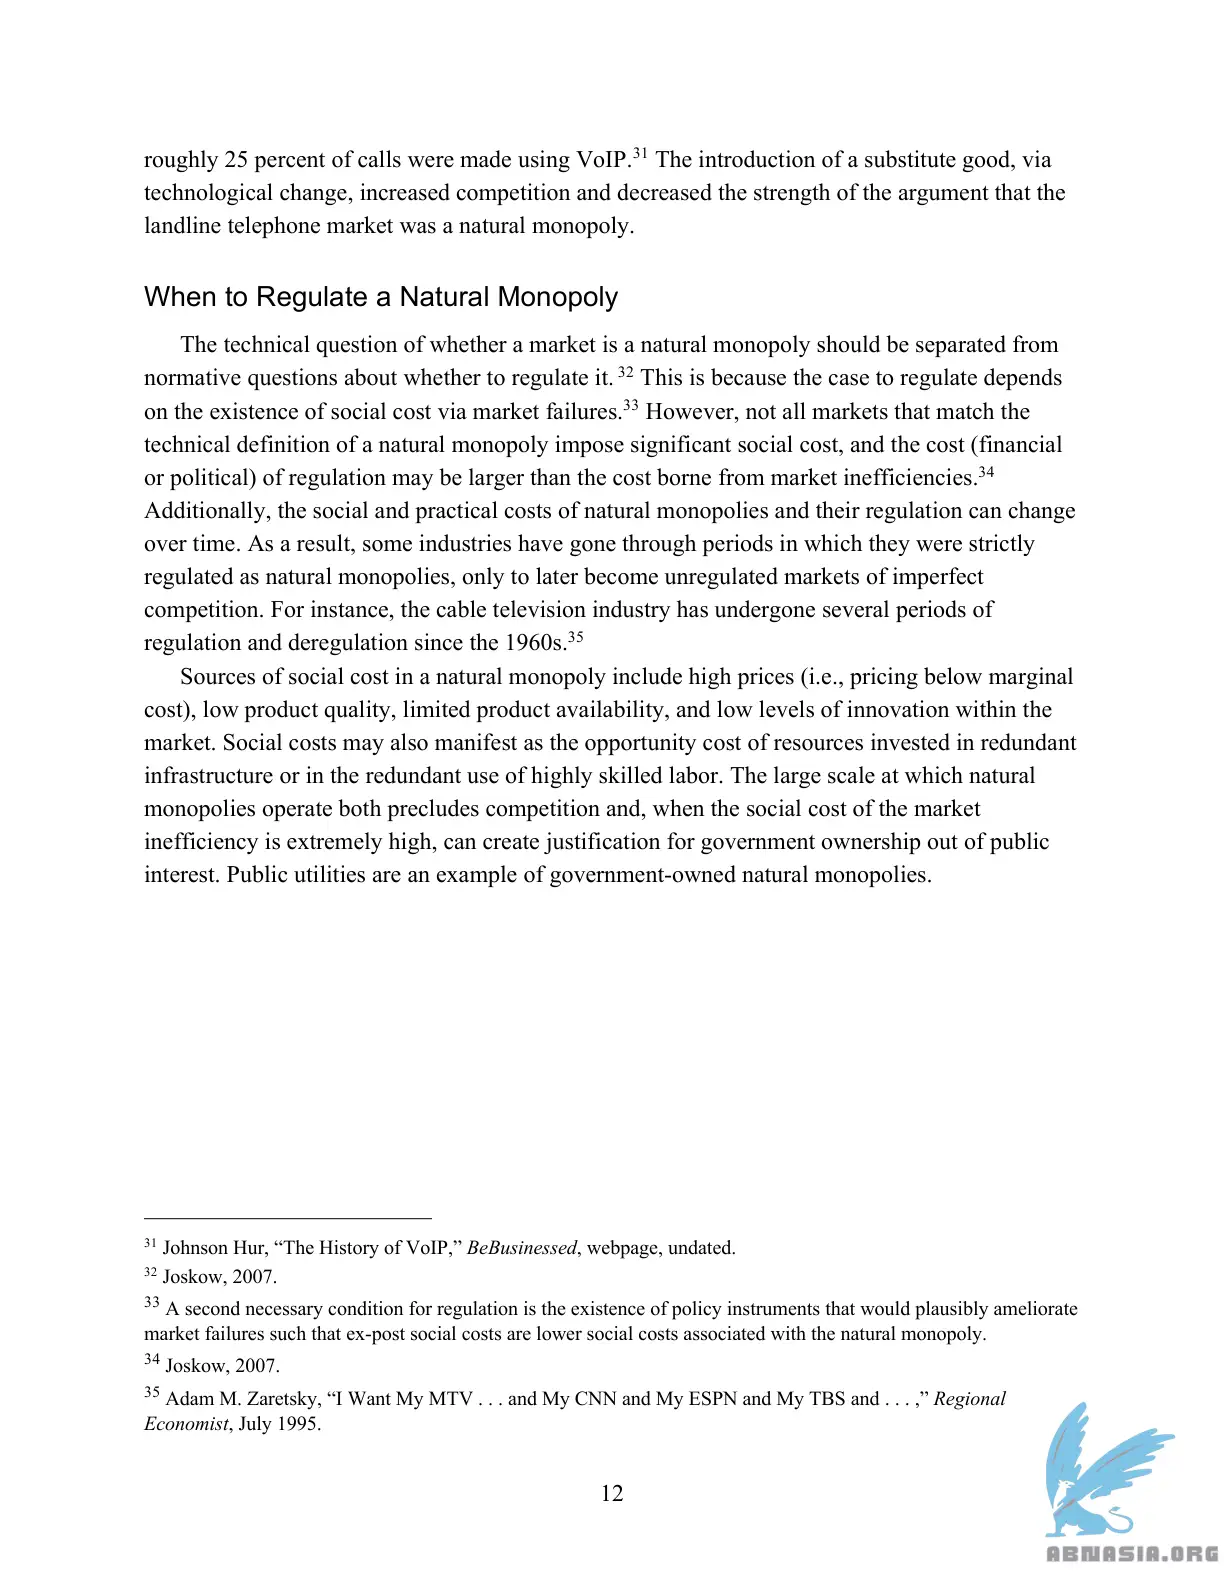 roughly 25 percent of calls were made using VoIP.31 The introduction of a substitute good, via
technological change, increased competition and decreased the strength of the argument that the
landline telephone market was a natural monopoly.
When to Regulate a Natural Monopoly
The technical question of whether a market is a natural monopoly should be separated from
normative questions about whether to regulate it. 32 This is because the case to regulate depends
on the existence of social cost via market failures.33 However, not all markets that match the
technical definition of a natural monopoly impose significant social cost, and the cost (financial
or political) of regulation may be larger than the cost borne from market inefficiencies.34
Additionally, the social and practical costs of natural monopolies and their regulation can change
over time. As a result, some industries have gone through periods in which they were strictly
regulated as natural monopolies, only to later become unregulated markets of imperfect
competition. For instance, the cable television industry has undergone several periods of
regulation and deregulation since the 1960s.35
Sources of social cost in a natural monopoly include high prices (i.e., pricing below marginal
cost), low product quality, limited product availability, and low levels of innovation within the
market. Social costs may also manifest as the opportunity cost of resources invested in redundant
infrastructure or in the redundant use of highly skilled labor. The large scale at which natural
monopolies operate both precludes competition and, when the social cost of the market
inefficiency is extremely high, can create justification for government ownership out of public
interest. Public utilities are an example of government-owned natural monopolies.
31 Johnson Hur, “The History of VoIP,” BeBusinessed, webpage, undated.
32 Joskow, 2007.
33 A second necessary condition for regulation is the existence of policy instruments that would plausibly ameliorate
market failures such that ex-post social costs are lower social costs associated with the natural monopoly.
34 Joskow, 2007.
35 Adam M. Zaretsky, “I Want My MTV . . . and My CNN and My ESPN and My TBS and . . . ,” Regional
Economist, July 1995.
12
ABNASIA.ORG